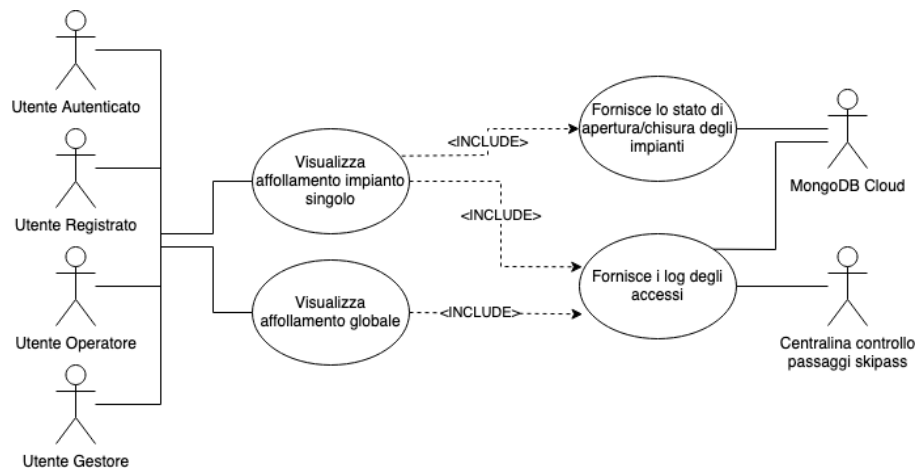 Utente Autenticato
Utente Registrato
Utente Operatore
Utente Gestore
Visualizza
affollamento impianto
singolo
Visualizza
affollamento globale
<INCLUDE>
<INCLUDE>
<INCLUDE>
Fornisce lo stato di
apertura/chisura degli
impianti
Fornisce i log degli
accessi
MongoDB Cloud
Centralina controllo
passaggi skipass